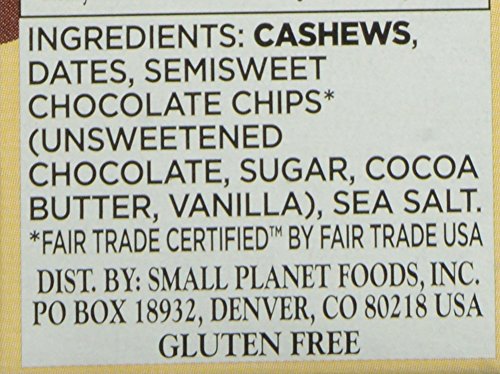 INGREDIENTS: CASHEWS,
DATES, SEMISWEET
CHOCOLATE CHIPS*
(UNSWEETENED
CHOCOLATE, SUGAR, COCOA
BUTTER, VANILLA), SEA SALT.
*FAIR TRADE CERTIFIED™ BY FAIR TRADE USA
DIST. BY: SMALL PLANET FOODS, INC.
PO BOX 18932, DENVER, CO 80218 USA
GLUTEN FREE